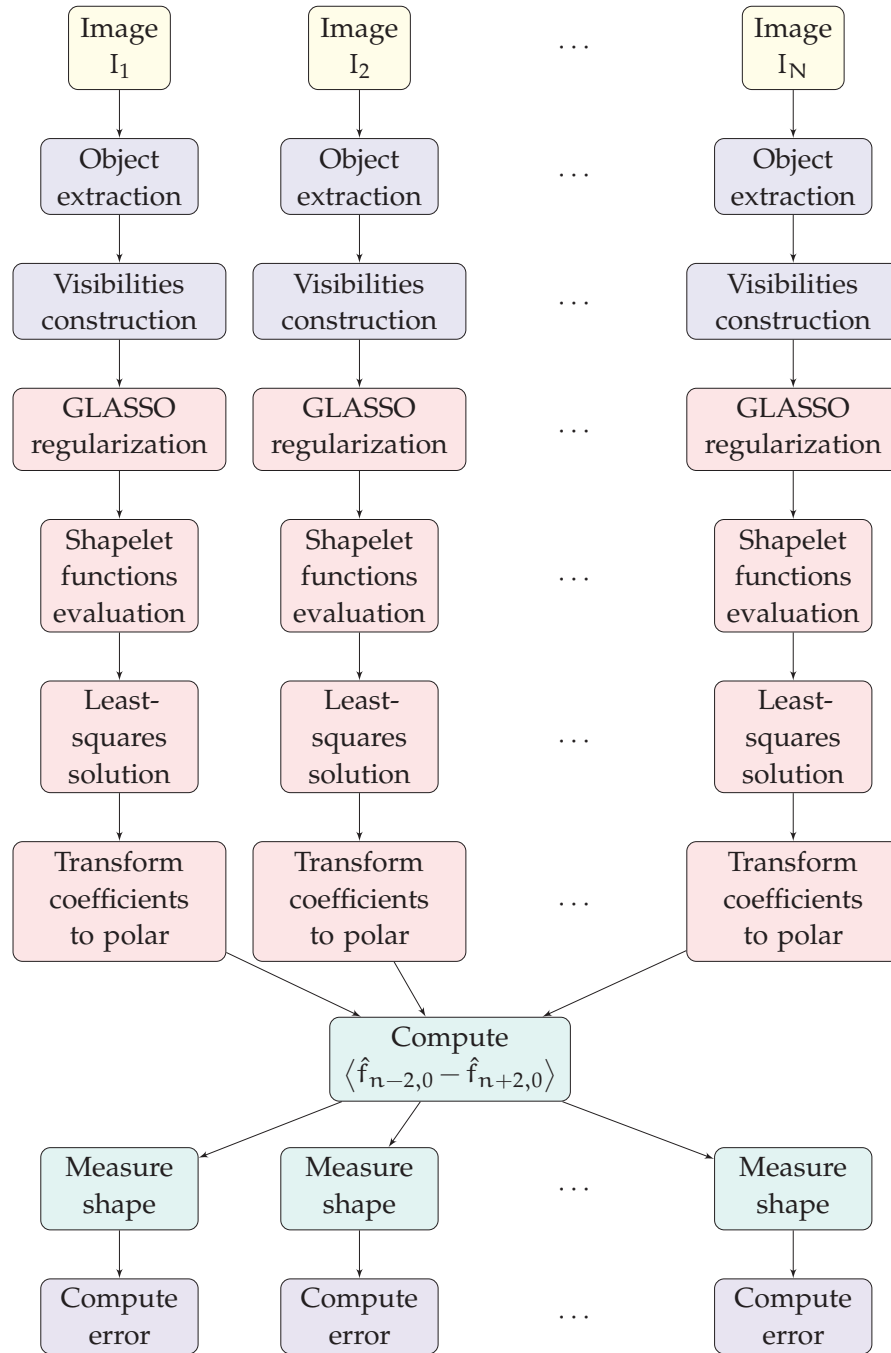 Image
I₁
Image
I₂
. . .
Image
I_N
Object
extraction
Object
extraction
. . .
Object
extraction
Visibilities
construction
Visibilities
construction
. . .
Visibilities
construction
GLASSO
regularization
GLASSO
regularization
. . .
GLASSO
regularization
Shapelet
functions
evaluation
Shapelet
functions
evaluation
. . .
Shapelet
functions
evaluation
Least-
squares
solution
Least-
squares
solution
. . .
Least-
squares
solution
Transform
coefficients
to polar
Transform
coefficients
to polar
. . .
Transform
coefficients
to polar
Compute
⟨f̂ₙ₋₂,₀ − f̂ₙ₊₂,₀⟩
Measure
shape
Measure
shape
. . .
Measure
shape
Compute
error
Compute
error
. . .
Compute
error